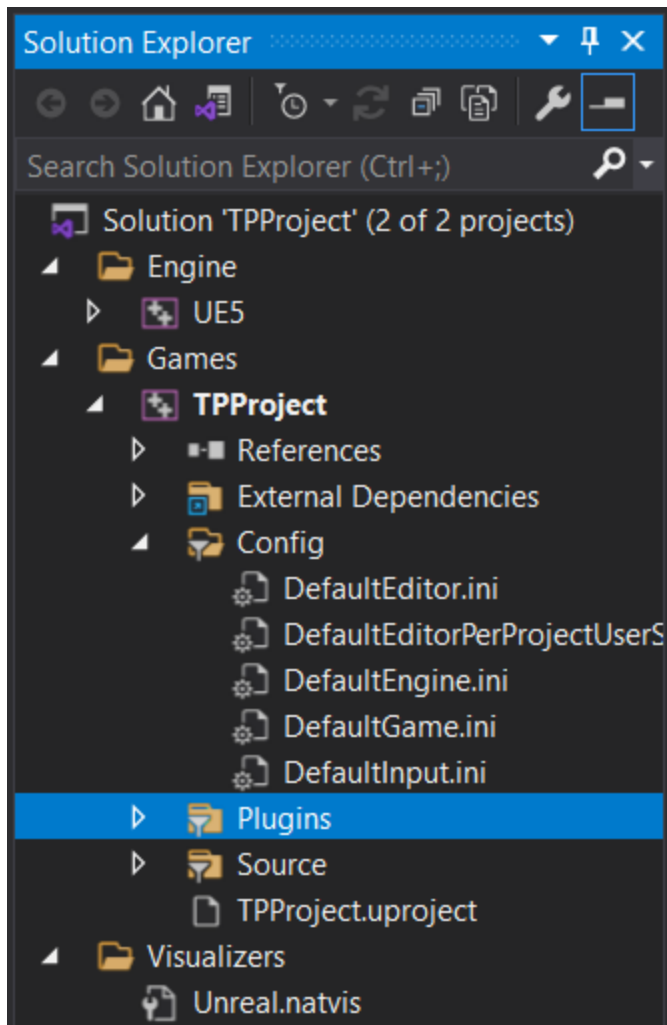 Solution Explorer
Search Solution Explorer (Ctrl+;)
Solution 'TPProject' (2 of 2 projects)
Engine
UE5
Games
TPProject
References
External Dependencies
Config
DefaultEditor.ini
DefaultEditorPerProjectUserS
DefaultEngine.ini
DefaultGame.ini
DefaultInput.ini
Plugins
Source
TPProject.uproject
Visualizers
Unreal.natvis